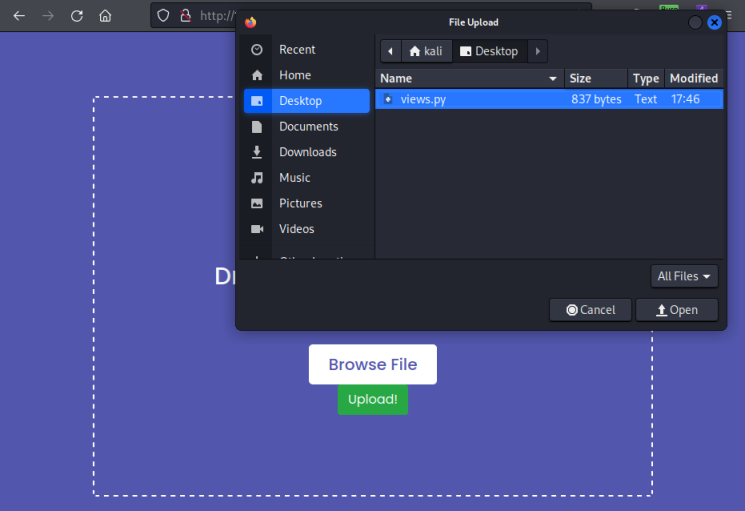 http://
File Upload
Recent
Home
Desktop
Documents
Downloads
Music
Pictures
Videos
kali
Desktop
Name Size Type Modified
views.py 837 bytes Text 17:46
All Files
Cancel
Open
Browse File
Upload!